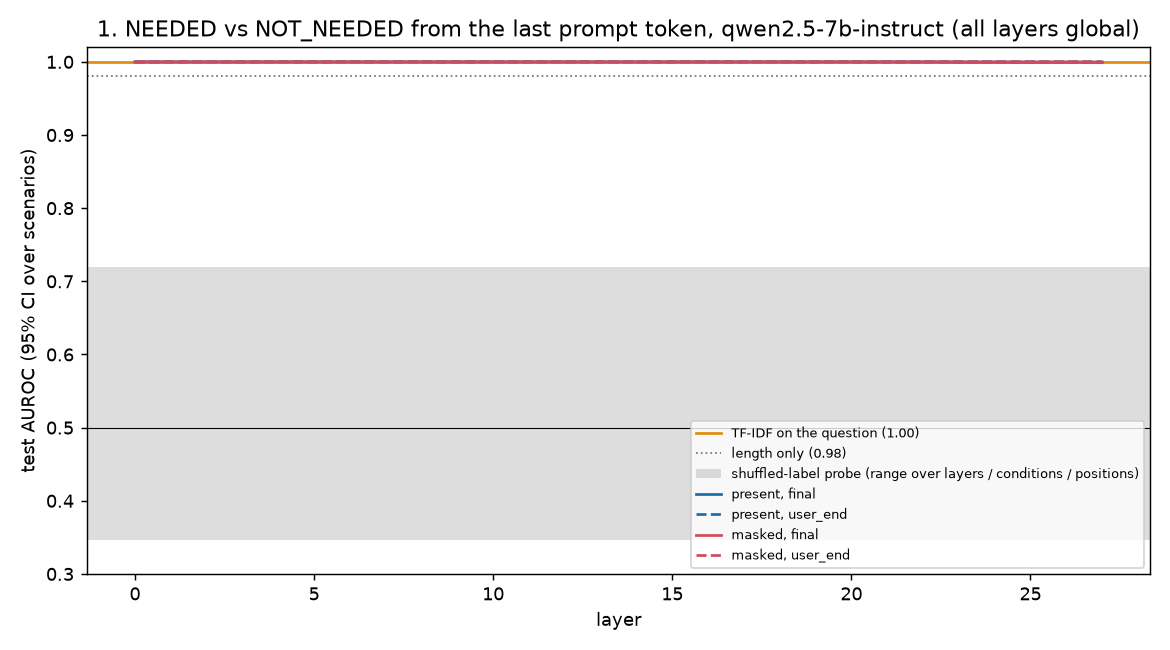 1. NEEDED vs NOT_NEEDED from the last prompt token, qwen2.5-7b-instruct (all layers global)
test AUROC (95% CI over scenarios)
1.0
0.9
0.8
0.7
0.6
0.5
0.4
0.3
TF-IDF on the question (1.00)
length only (0.98)
shuffled-label probe (range over layers / conditions / positions)
present, final
present, user_end
masked, final
masked, user_end
0 5 10 15 20 25
layer